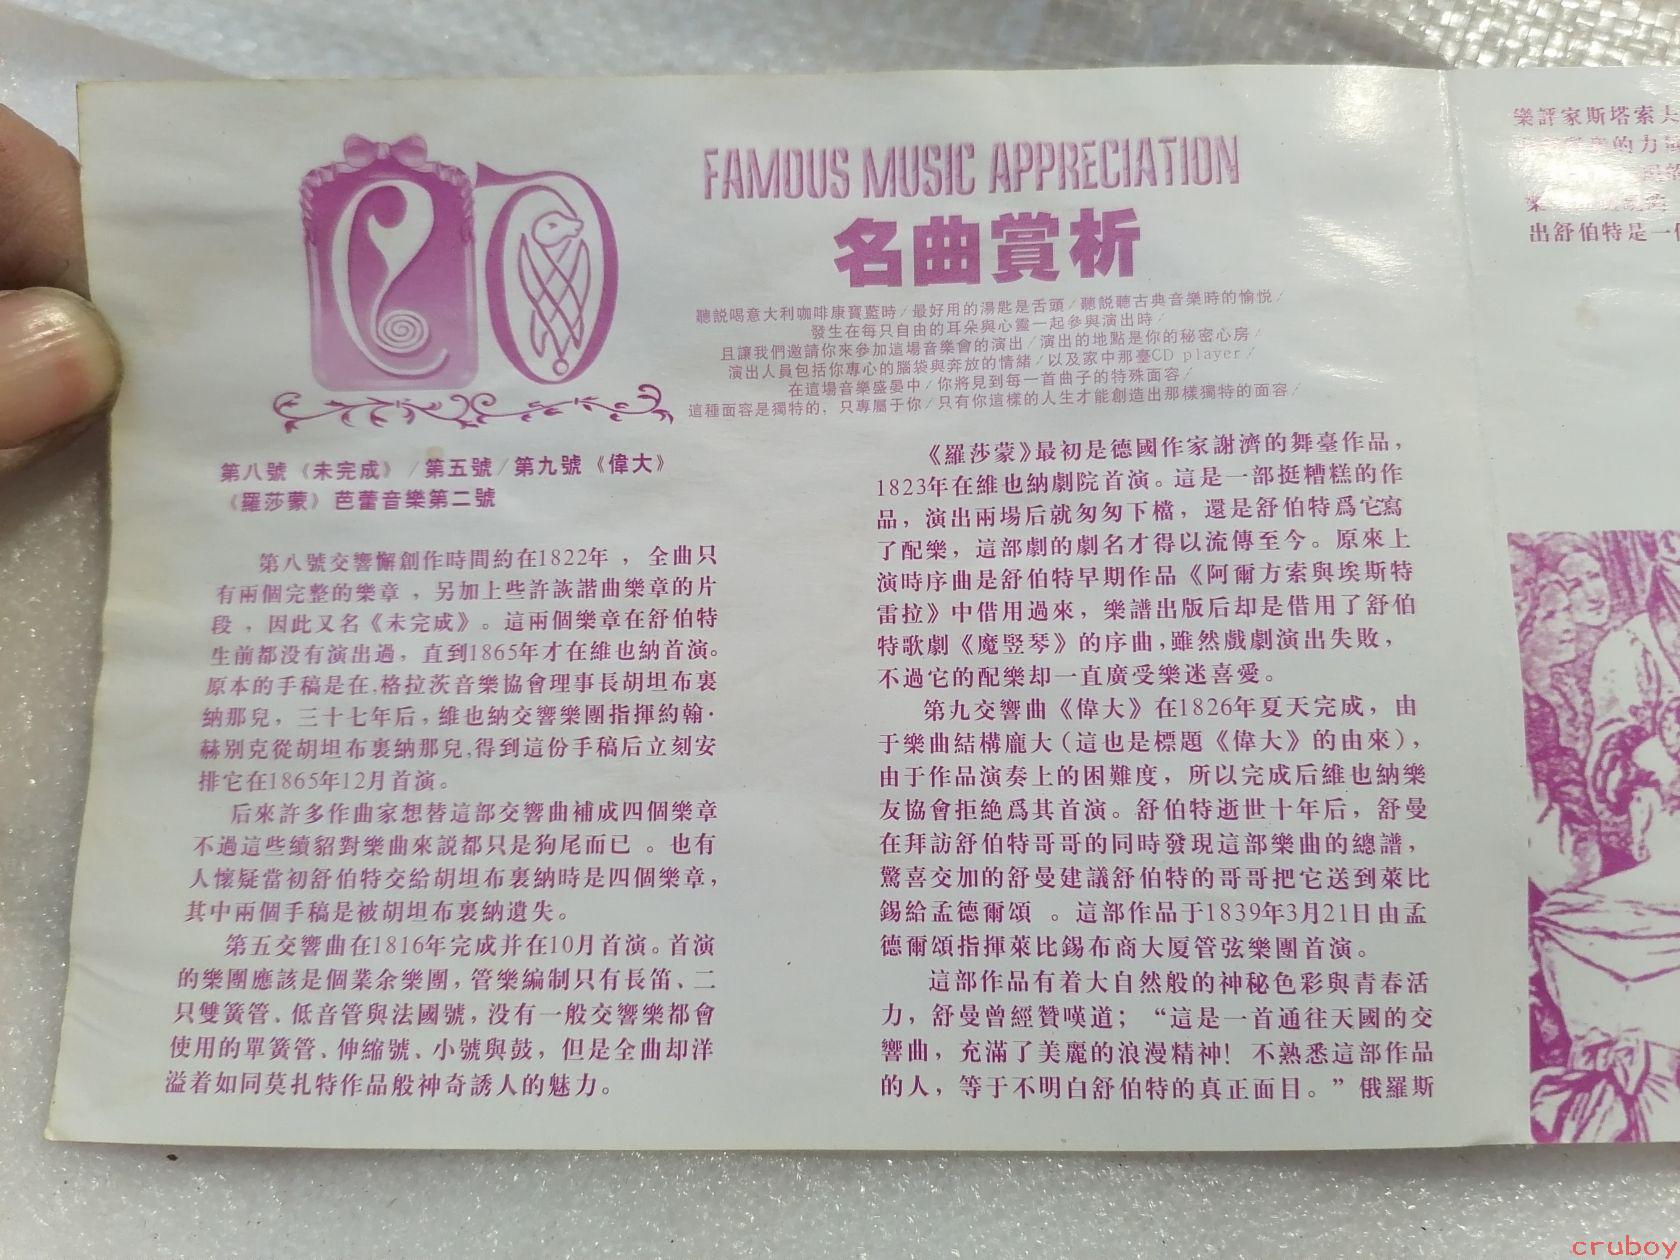 FAMOUS MUSIC APPRECIATION
名曲賞析
聽説喝意大利咖啡康寶藍時/最好用的湯匙是舌頭/聽説聽古典音樂時的愉悦/
發生在每只自由的耳朵與心靈一起參與演出時/
且讓我們邀請你來參加這場音樂會的演出/演出的地點是你的秘密心房/
演出人員包括你專心的腦袋與奔放的情緒/以及家中那臺CD player/
在這場音樂盛晏中/你將見到每一首曲子的特殊面容/
這種面容是獨特的，只專屬于你/只有你這樣的人生才能創造出那樣獨特的面容/
第八號《未完成》/第五號/第九號《偉大》
《羅莎蒙》芭蕾音樂第二號
第八號交響懈創作時間約在1822年，全曲只
有兩個完整的樂章，另加上些許詼諧曲樂章的片
段，因此又名《未完成》。這兩個樂章在舒伯特
生前都没有演出過，直到1865年才在維也納首演。
原本的手稿是在,格拉茨音樂協會理事長胡坦布裏
納那兒，三十七年后，維也納交響樂團指揮約翰·
赫别克從胡坦布裏納那兒,得到這份手稿后立刻安
排它在1865年12月首演。
后來許多作曲家想替這部交響曲補成四個樂章
不過這些續貂對樂曲來説都只是狗尾而已。也有
人懷疑當初舒伯特交給胡坦布裏納時是四個樂章，
其中兩個手稿是被胡坦布裏納遺失。
第五交響曲在1816年完成并在10月首演。首演
的樂團應該是個業余樂團，管樂編制只有長笛、二
只雙簧管、低音管與法國號，没有一般交響樂都會
使用的單簧管、伸縮號、小號與鼓，但是全曲却洋
溢着如同莫扎特作品般神奇誘人的魅力。
《羅莎蒙》最初是德國作家謝濟的舞臺作品，
1823年在維也納劇院首演。這是一部挺糟糕的作
品，演出兩場后就匆匆下檔，還是舒伯特爲它寫
了配樂，這部劇的劇名才得以流傳至今。原來上
演時序曲是舒伯特早期作品《阿爾方索與埃斯特
雷拉》中借用過來，樂譜出版后却是借用了舒伯
特歌劇《魔竪琴》的序曲,雖然戲劇演出失敗，
不過它的配樂却一直廣受樂迷喜愛。
第九交響曲《偉大》在1826年夏天完成，由
于樂曲結構龐大（這也是標題《偉大》的由來），
由于作品演奏上的困難度，所以完成后維也納樂
友協會拒絶爲其首演。舒伯特逝世十年后，舒曼
在拜訪舒伯特哥哥的同時發現這部樂曲的總譜，
驚喜交加的舒曼建議舒伯特的哥哥把它送到萊比
錫給孟德爾頌。這部作品于1839年3月21日由孟
德爾頌指揮萊比錫布商大厦管弦樂團首演。
這部作品有着大自然般的神秘色彩與青春活
力，舒曼曾經贊嘆道；“這是一首通往天國的交
響曲，充滿了美麗的浪漫精神！不熟悉這部作品
的人，等于不明白舒伯特的真正面目。”俄羅斯
樂評家斯塔索大
的力
出舒伯特是一個
cruboy